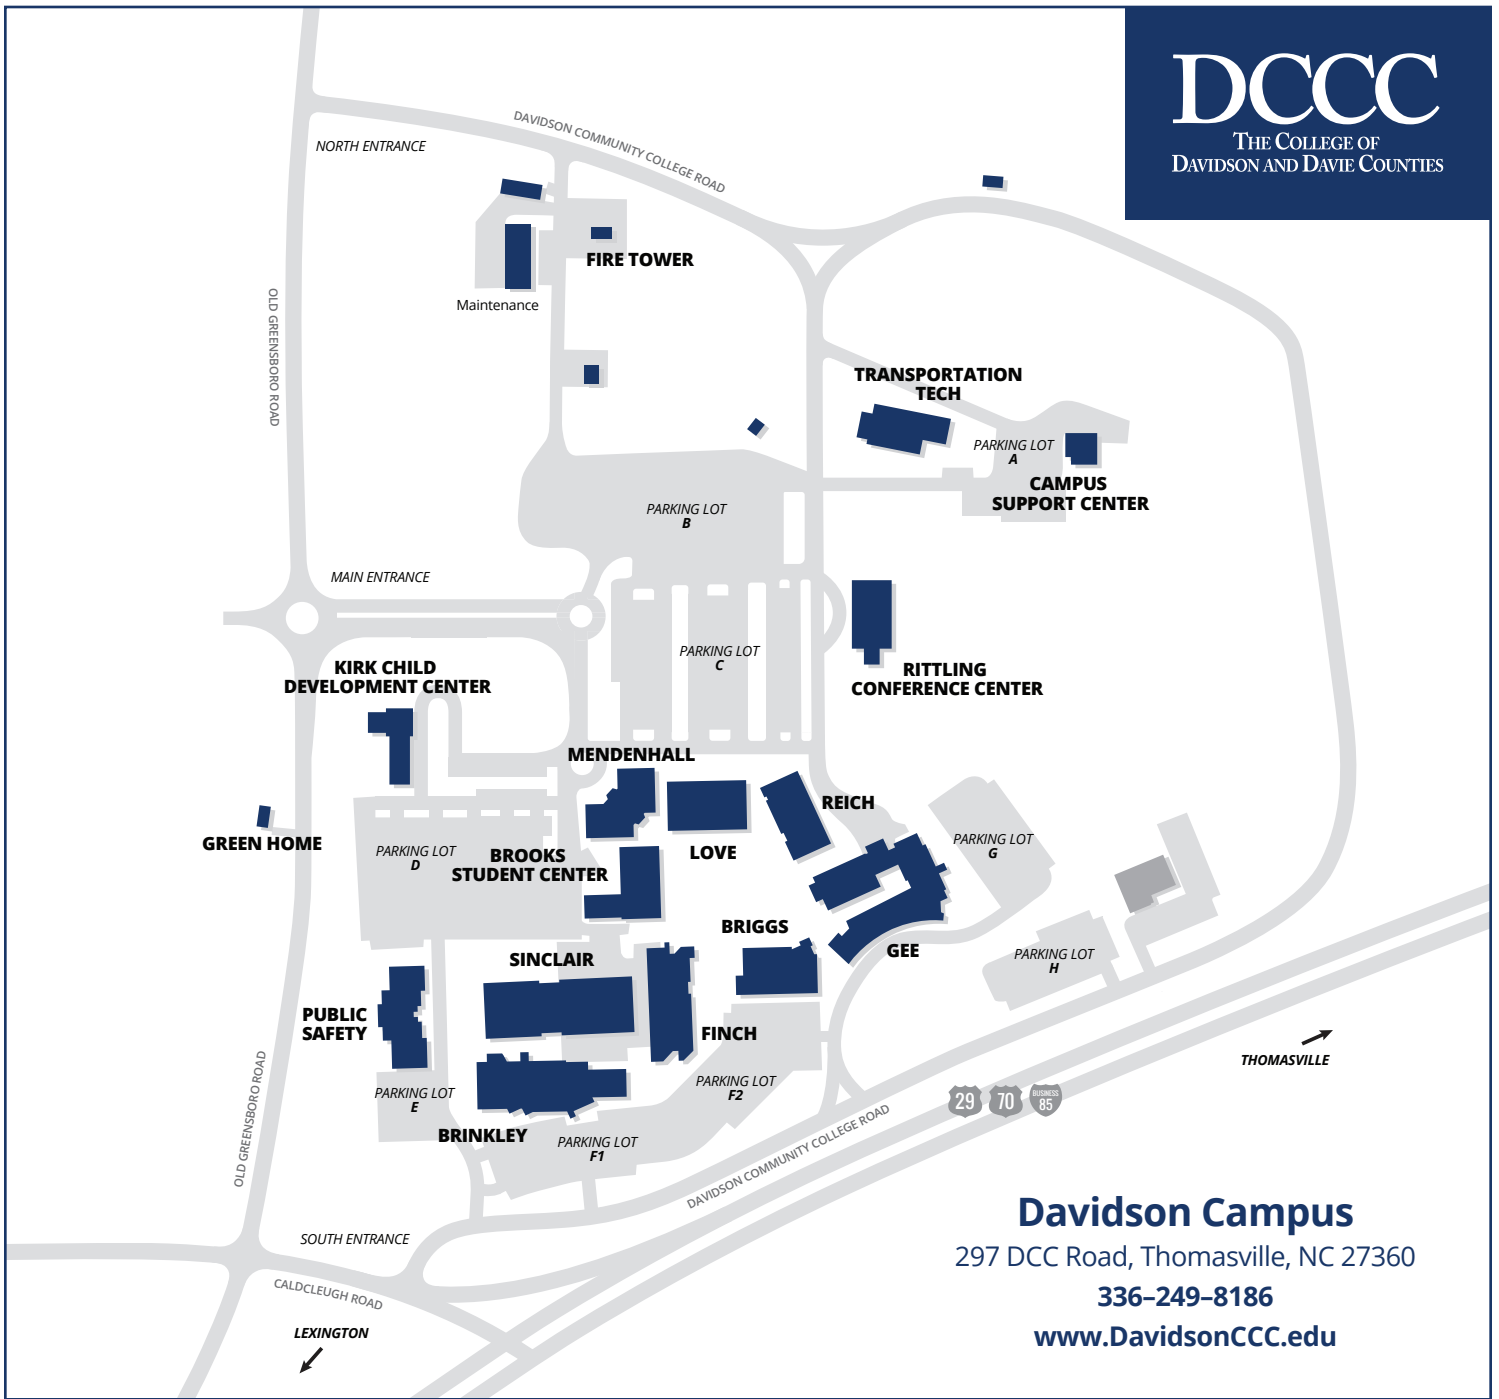 DCCC
THE COLLEGE OF
DAVIDSON AND DAVIE COUNTIES
DAVIDSON COMMUNITY COLLEGE ROAD
NORTH ENTRANCE
FIRE TOWER
Maintenance
OLD GREENSBORO ROAD
TRANSPORTATION
TECH
PARKING LOT
A
CAMPUS
SUPPORT CENTER
PARKING LOT
B
MAIN ENTRANCE
PARKING LOT
C
KIRK CHILD
DEVELOPMENT CENTER
RITTLING
CONFERENCE CENTER
MENDENHALL
REICH
GREEN HOME
PARKING LOT
D
BROOKS
STUDENT CENTER
LOVE
PARKING LOT
G
BRIGGS
GEE
SINCLAIR
PARKING LOT
H
PUBLIC
SAFETY
FINCH
THOMASVILLE
PARKING LOT
E
PARKING LOT
F2
29
70
BUSINESS
85
BRINKLEY
PARKING LOT
F1
OLD GREENSBORO ROAD
DAVIDSON COMMUNITY COLLEGE ROAD
SOUTH ENTRANCE
CALDCLEUGH ROAD
LEXINGTON
Davidson Campus
297 DCC Road, Thomasville, NC 27360
336–249–8186
www.DavidsonCCC.edu